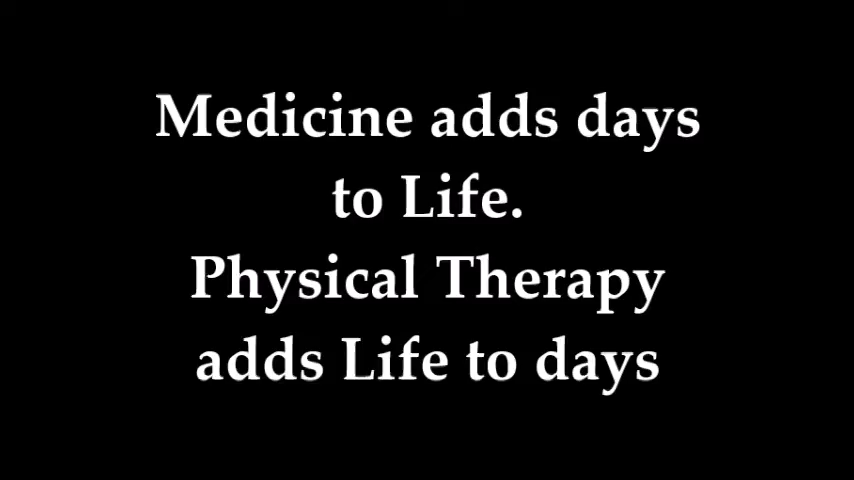 Medicine adds days
to Life.
Physical Therapy
adds Life to days